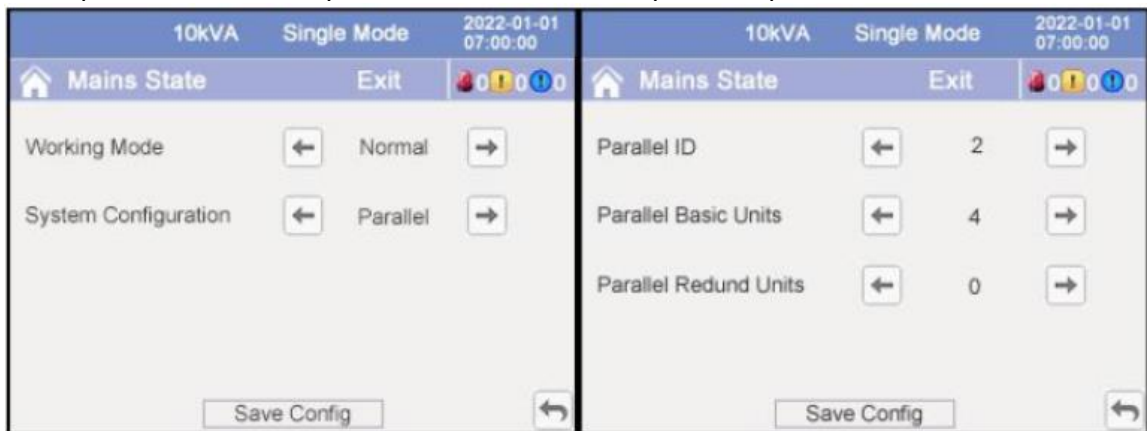 10kVA Single Mode 2022-01-01
07:00:00
Mains State Exit 0 0 0
Working Mode Normal
System Configuration Parallel
Save Config
10kVA Single Mode 2022-01-01
07:00:00
Mains State Exit 0 0 0
Parallel ID 2
Parallel Basic Units 4
Parallel Redund Units 0
Save Config